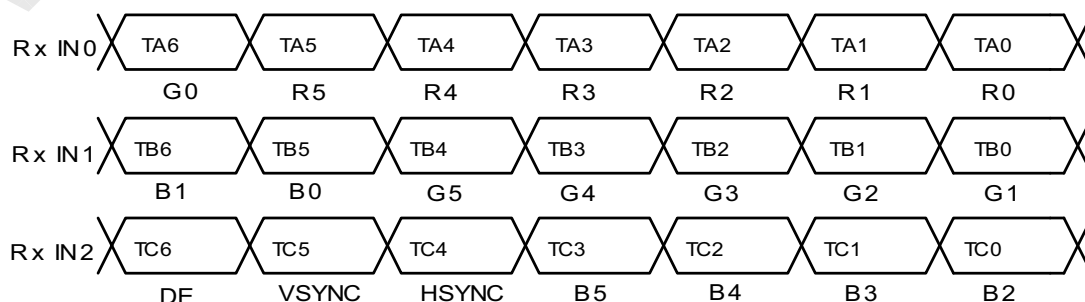 Rx IN0 TA6 TA5 TA4 TA3 TA2 TA1 TA0
G0 R5 R4 R3 R2 R1 R0
Rx IN1 TB6 TB5 TB4 TB3 TB2 TB1 TB0
B1 B0 G5 G4 G3 G2 G1
Rx IN2 TC6 TC5 TC4 TC3 TC2 TC1 TC0
DE VSYNC HSYNC B5 B4 B3 B2